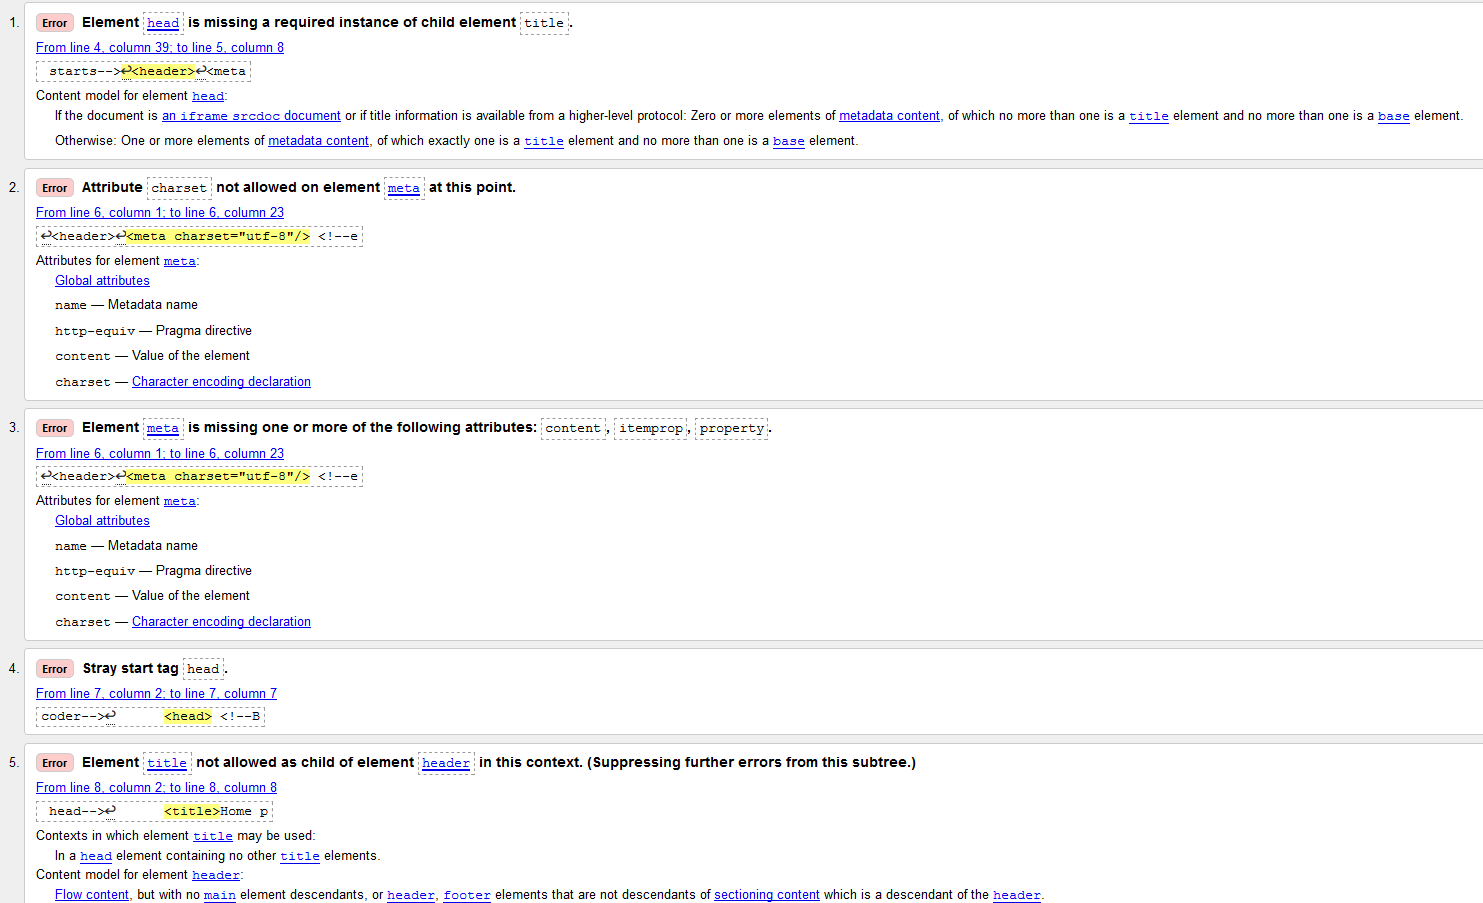 1. Error Element head is missing a required instance of child element title.
From line 4, column 39; to line 5, column 8
starts-->↩<header>↩<meta
Content model for element head:
If the document is an iframe srcdoc document or if title information is available from a higher-level protocol: Zero or more elements of metadata content, of which no more than one is a title element and no more than one is a base element.
Otherwise: One or more elements of metadata content, of which exactly one is a title element and no more than one is a base element.
2. Error Attribute charset not allowed on element meta at this point.
From line 6, column 1; to line 6, column 23
↩<header>↩<meta charset="utf-8"/> <!--e
Attributes for element meta:
Global attributes
name — Metadata name
http-equiv — Pragma directive
content — Value of the element
charset — Character encoding declaration
3. Error Element meta is missing one or more of the following attributes: content, itemprop, property.
From line 6, column 1; to line 6, column 23
↩<header>↩<meta charset="utf-8"/> <!--e
Attributes for element meta:
Global attributes
name — Metadata name
http-equiv — Pragma directive
content — Value of the element
charset — Character encoding declaration
4. Error Stray start tag head.
From line 7, column 2; to line 7, column 7
coder-->↩ <head> <!--B
5. Error Element title not allowed as child of element header in this context. (Suppressing further errors from this subtree.)
From line 8, column 2; to line 8, column 8
head-->↩ <title>Home p
Contexts in which element title may be used:
In a head element containing no other title elements.
Content model for element header:
Flow content, but with no main element descendants, or header, footer elements that are not descendants of sectioning content which is a descendant of the header.